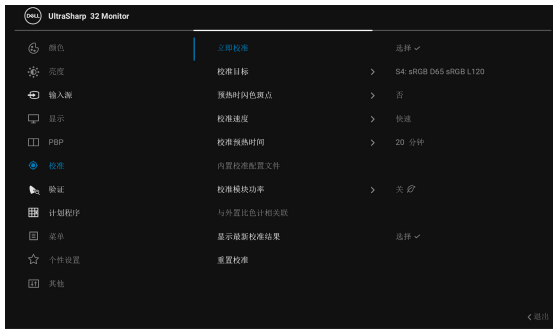 DELL UltraSharp 32 Monitor
颜色 立即校准 选择
亮度 校准目标 S4: sRGB D65 sRGB L120
输入源 预热时闪色斑点 否
显示 校准速度 快速
PBP 校准预热时间 20 分钟
校准 内置校准配置文件
验证 校准模块功率 关
计划程序 与外置比色计相关联
菜单 显示最新校准结果 选择
个性设置 重置校准
其他
退出